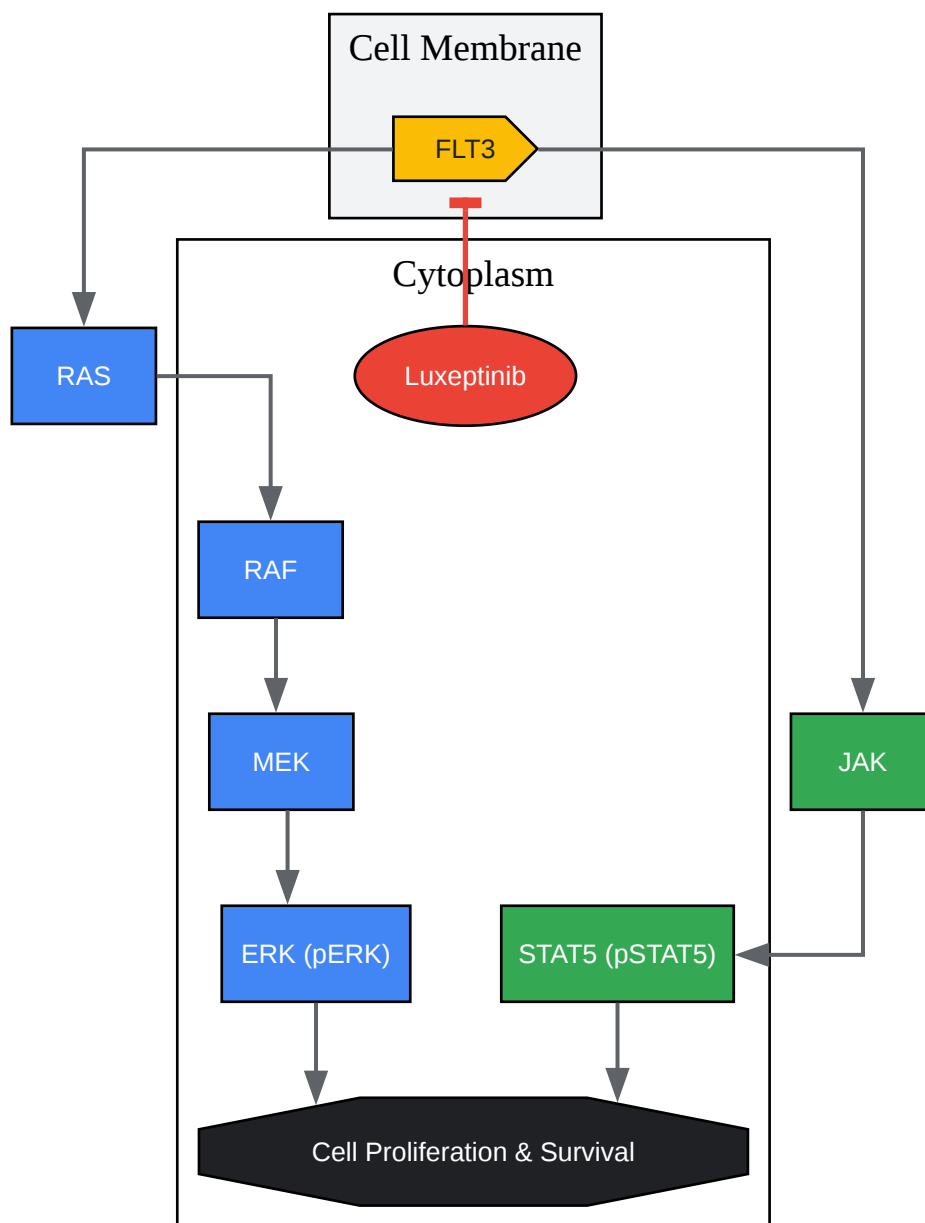 Cell Membrane
FLT3
Cytoplasm
RAS
Luxeptinib
RAF
MEK
JAK
ERK (pERK)
STAT5 (pSTAT5)
Cell Proliferation & Survival